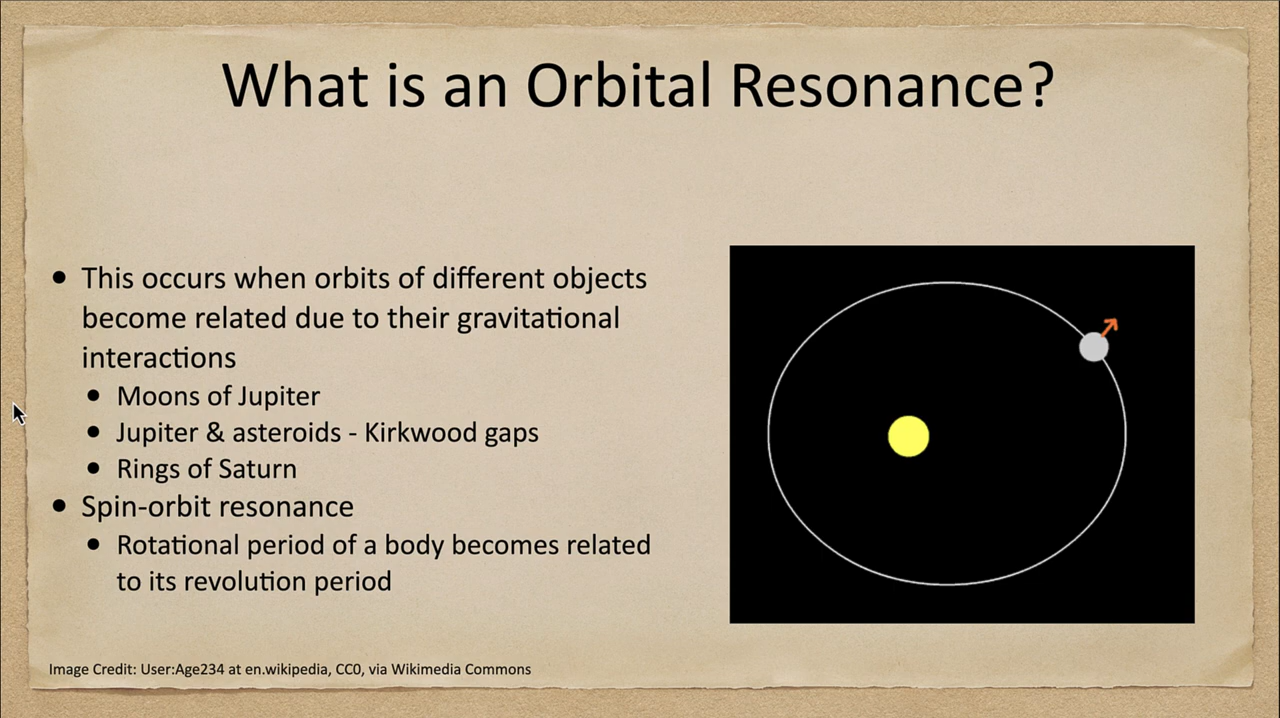 What is an Orbital Resonance?
• This occurs when orbits of different objects
become related due to their gravitational
interactions
• Moons of Jupiter
• Jupiter & asteroids - Kirkwood gaps
• Rings of Saturn
• Spin-orbit resonance
• Rotational period of a body becomes related
to its revolution period
Image Credit: User:Age234 at en.wikipedia, CC0, via Wikimedia Commons